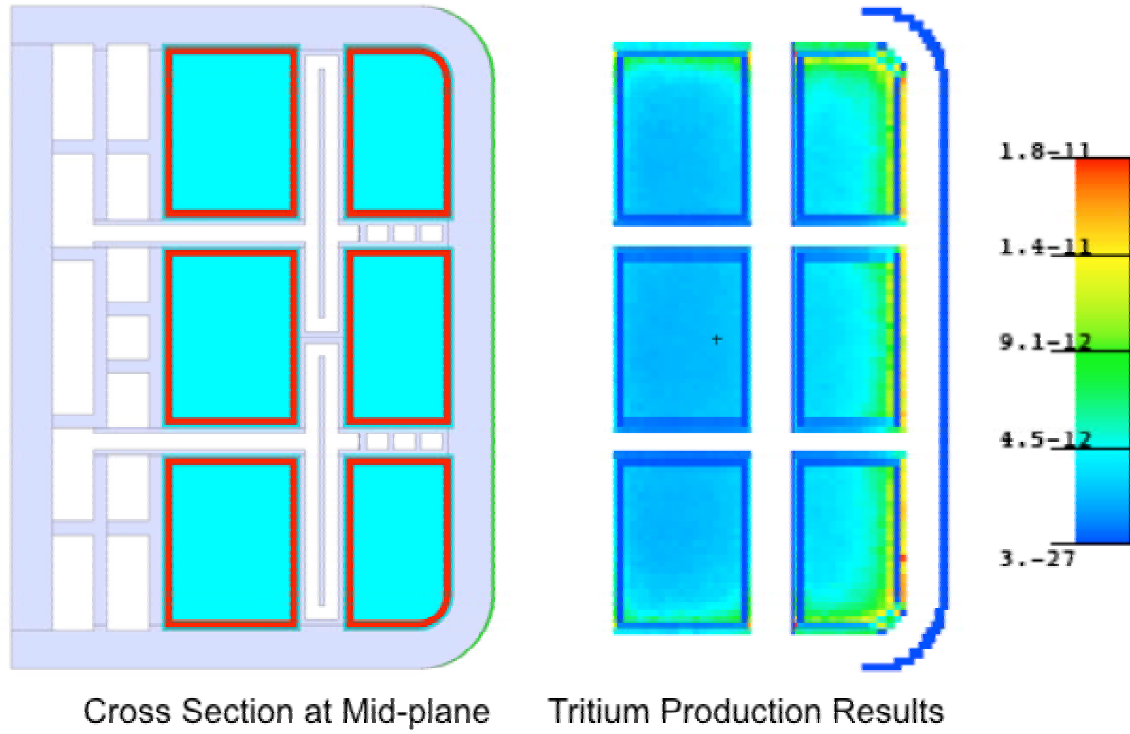 1.8-11
1.4-11
9.1-12
4.5-12
3.-27
Cross Section at Mid-plane
Tritium Production Results